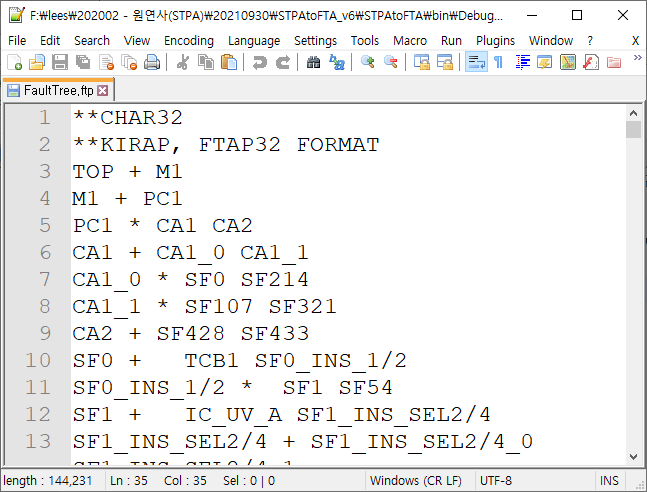 F:₩lees₩202002 - 원연사(STPA)₩20210930₩STPAtoFTA_v6₩STPAtoFTA₩bin₩Debug...
File Edit Search View Encoding Language Settings Tools Macro Run Plugins Window ? X
FaultTree,ftp
1 **CHAR32
2 **KIRAP, FTAP32 FORMAT
3 TOP + M1
4 M1 + PC1
5 PC1 * CA1 CA2
6 CA1 + CA1_0 CA1_1
7 CA1_0 * SF0 SF214
8 CA1_1 * SF107 SF321
9 CA2 + SF428 SF433
10 SF0 + TCB1 SF0_INS_1/2
11 SF0_INS_1/2 * SF1 SF54
12 SF1 + IC_UV_A SF1_INS_SEL2/4
13 SF1_INS_SEL2/4 + SF1_INS_SEL2/4_0
SF1_INS_SEL2/4_1
length : 144,231 Ln : 35 Col : 35 Sel : 0 | 0 Windows (CR LF) UTF-8 INS